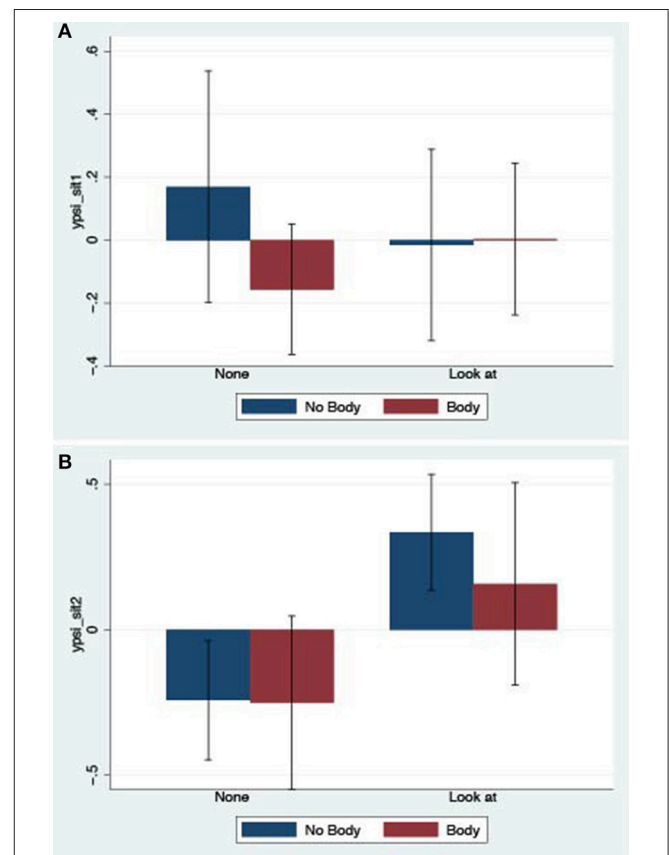 A
ypsi_sit1
.6
.4
.2
0
-.2
-.4
None Look at
No Body Body
B
ypsi_sit2
.5
0
-.5
None Look at
No Body Body